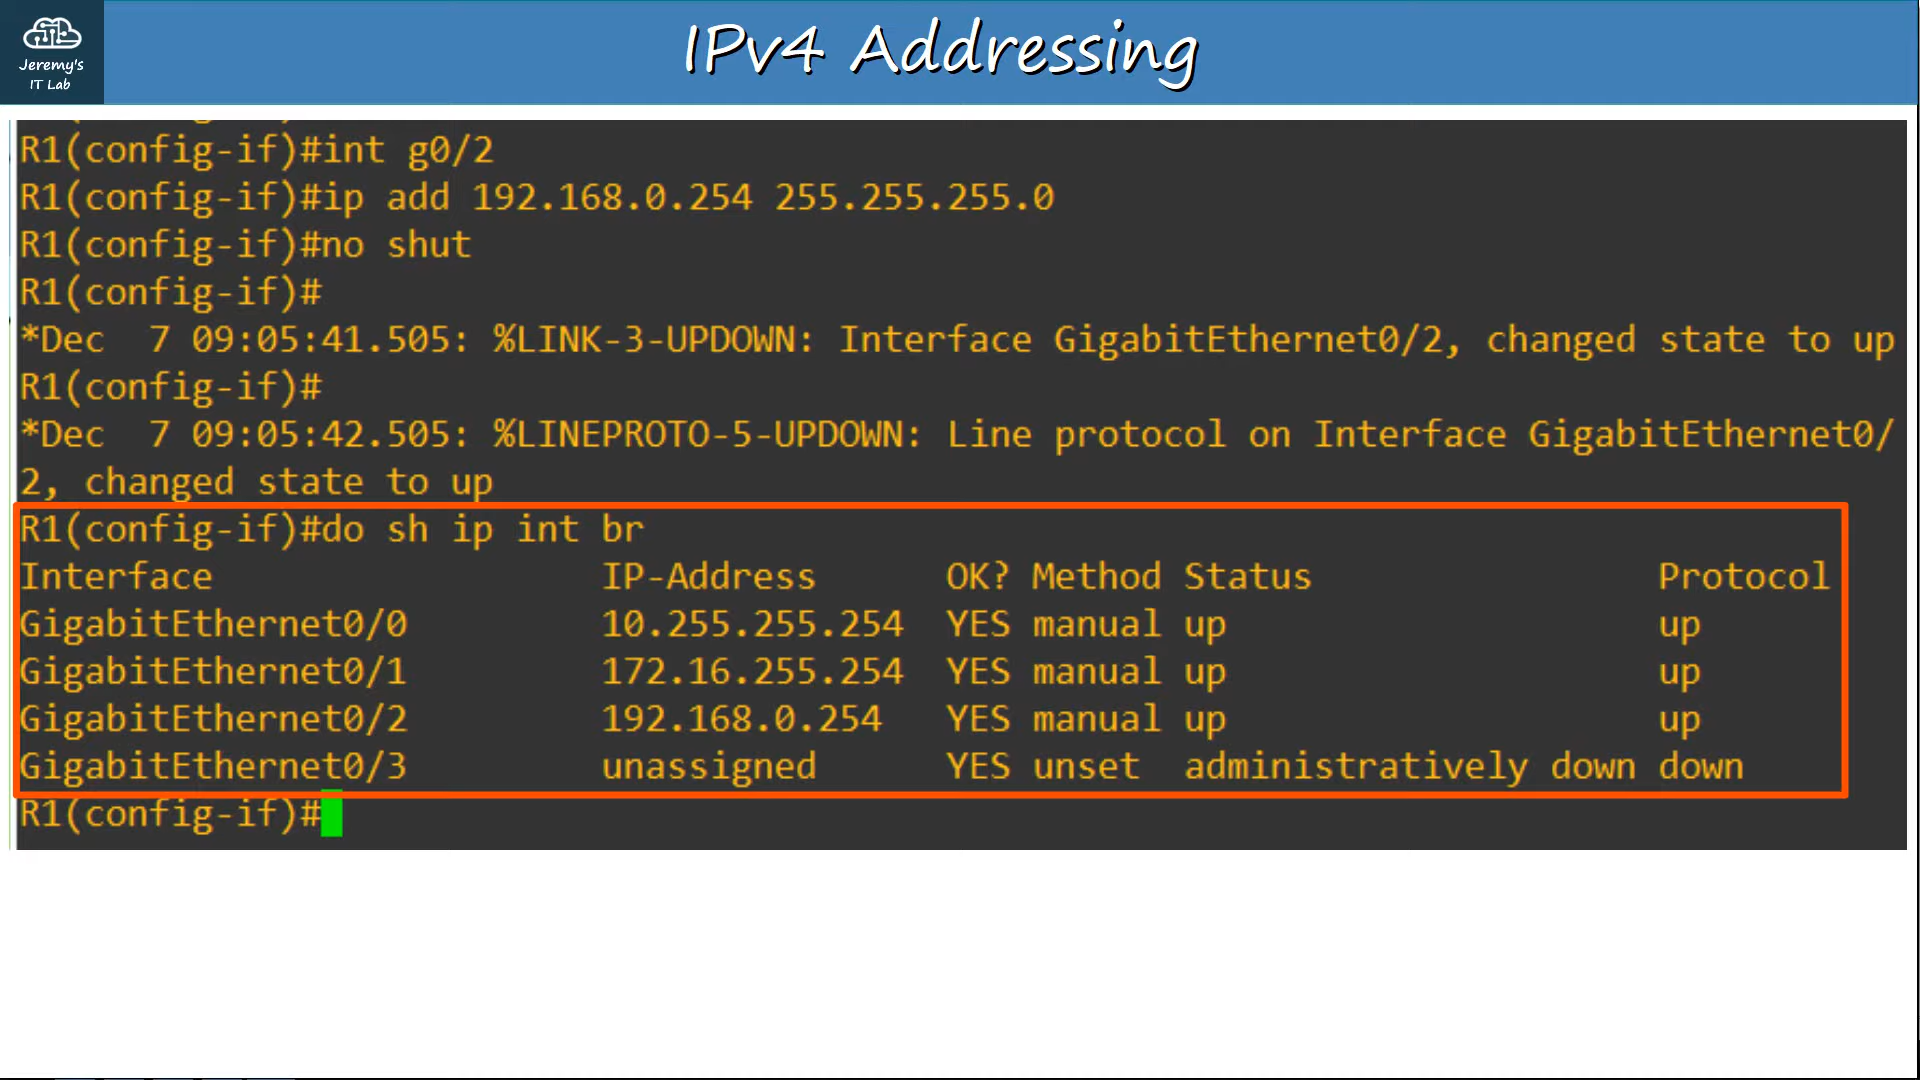 Jeremy's
IT Lab
IPv4 Addressing
R1(config-if)#int g0/2
R1(config-if)#ip add 192.168.0.254 255.255.255.0
R1(config-if)#no shut
R1(config-if)#
*Dec  7 09:05:41.505: %LINK-3-UPDOWN: Interface GigabitEthernet0/2, changed state to up
R1(config-if)#
*Dec  7 09:05:42.505: %LINEPROTO-5-UPDOWN: Line protocol on Interface GigabitEthernet0/
2, changed state to up
R1(config-if)#do sh ip int br
Interface                  IP-Address      OK? Method Status                Protocol
GigabitEthernet0/0         10.255.255.254  YES manual up                    up
GigabitEthernet0/1         172.16.255.254  YES manual up                    up
GigabitEthernet0/2         192.168.0.254   YES manual up                    up
GigabitEthernet0/3         unassigned      YES unset  administratively down down
R1(config-if)#